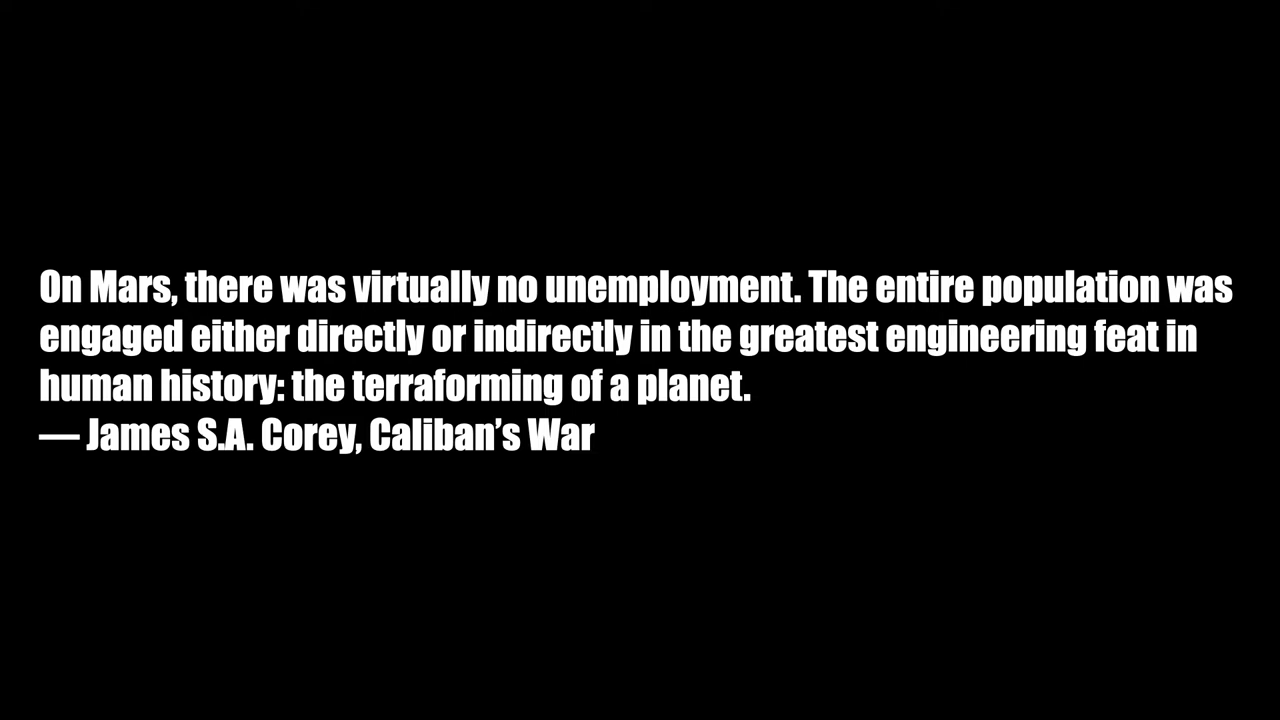 On Mars, there was virtually no unemployment. The entire population was
engaged either directly or indirectly in the greatest engineering feat in
human history: the terraforming of a planet.
— James S.A. Corey, Caliban’s War